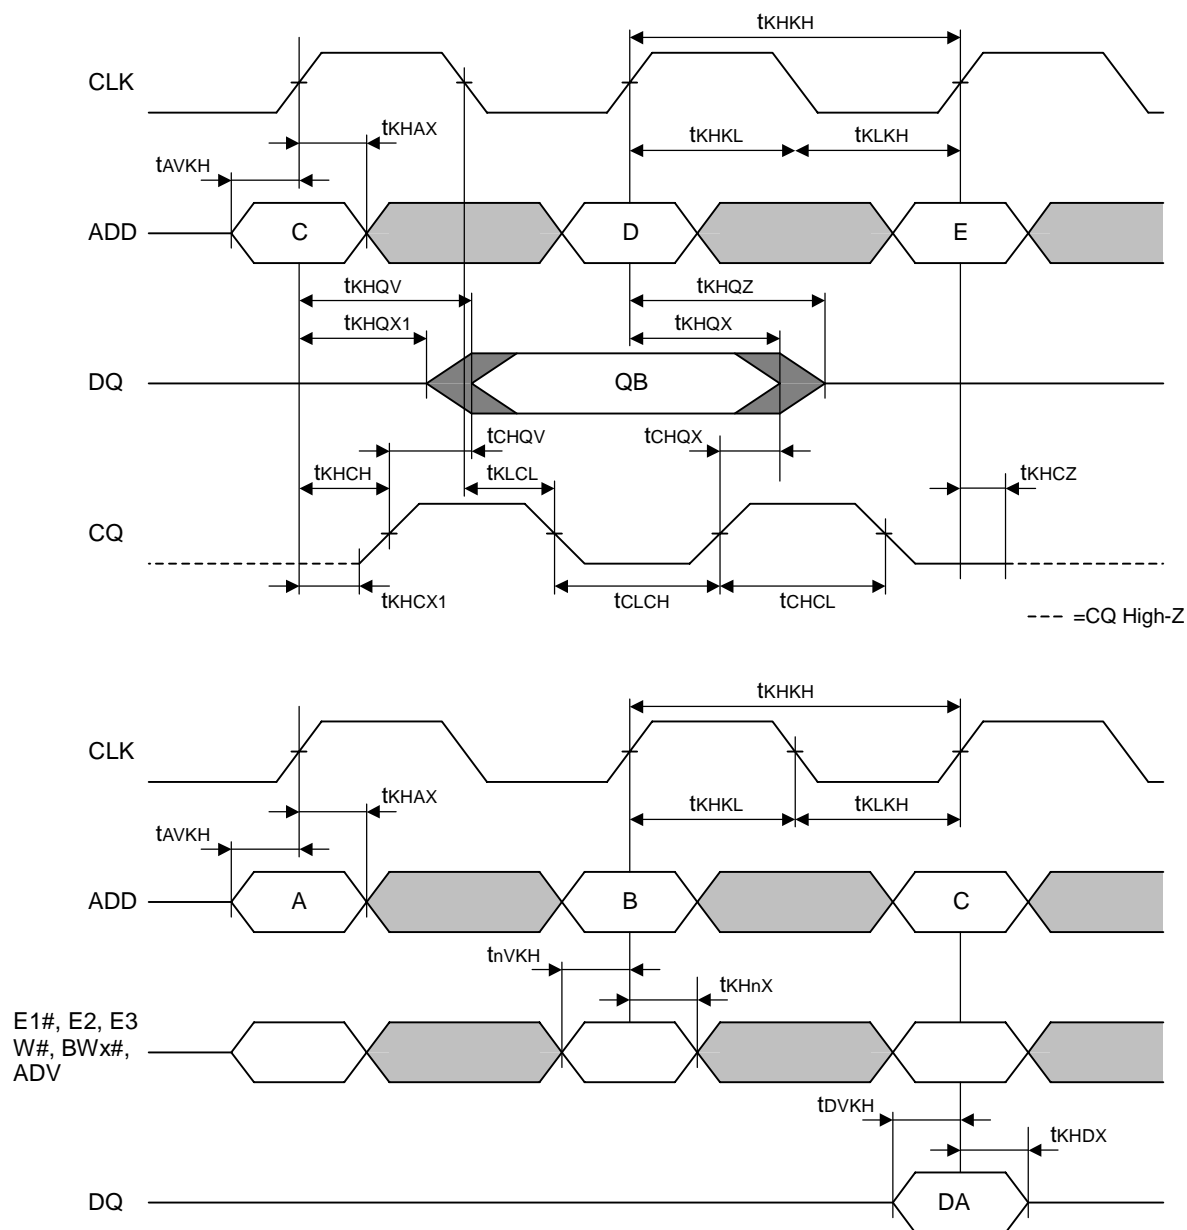 tKHKH
CLK
tKHAX
tKHKL
tKLKH
tAVKH
ADD
C
D
E
tKHQV
tKHQZ
tKHQX1
tKHQX
DQ
QB
tCHQV
tCHQX
tKHCH
tKLCL
tKHCZ
CQ
tKHCX1
tCLCH
tCHCL
---- =CQ High-Z
tKHKH
CLK
tKHAX
tKHKL
tKLKH
tAVKH
ADD
A
B
C
tnVKH
tKHnX
E1#, E2, E3
W#, BWx#,
ADV
tDVKH
tKHDX
DQ
DA